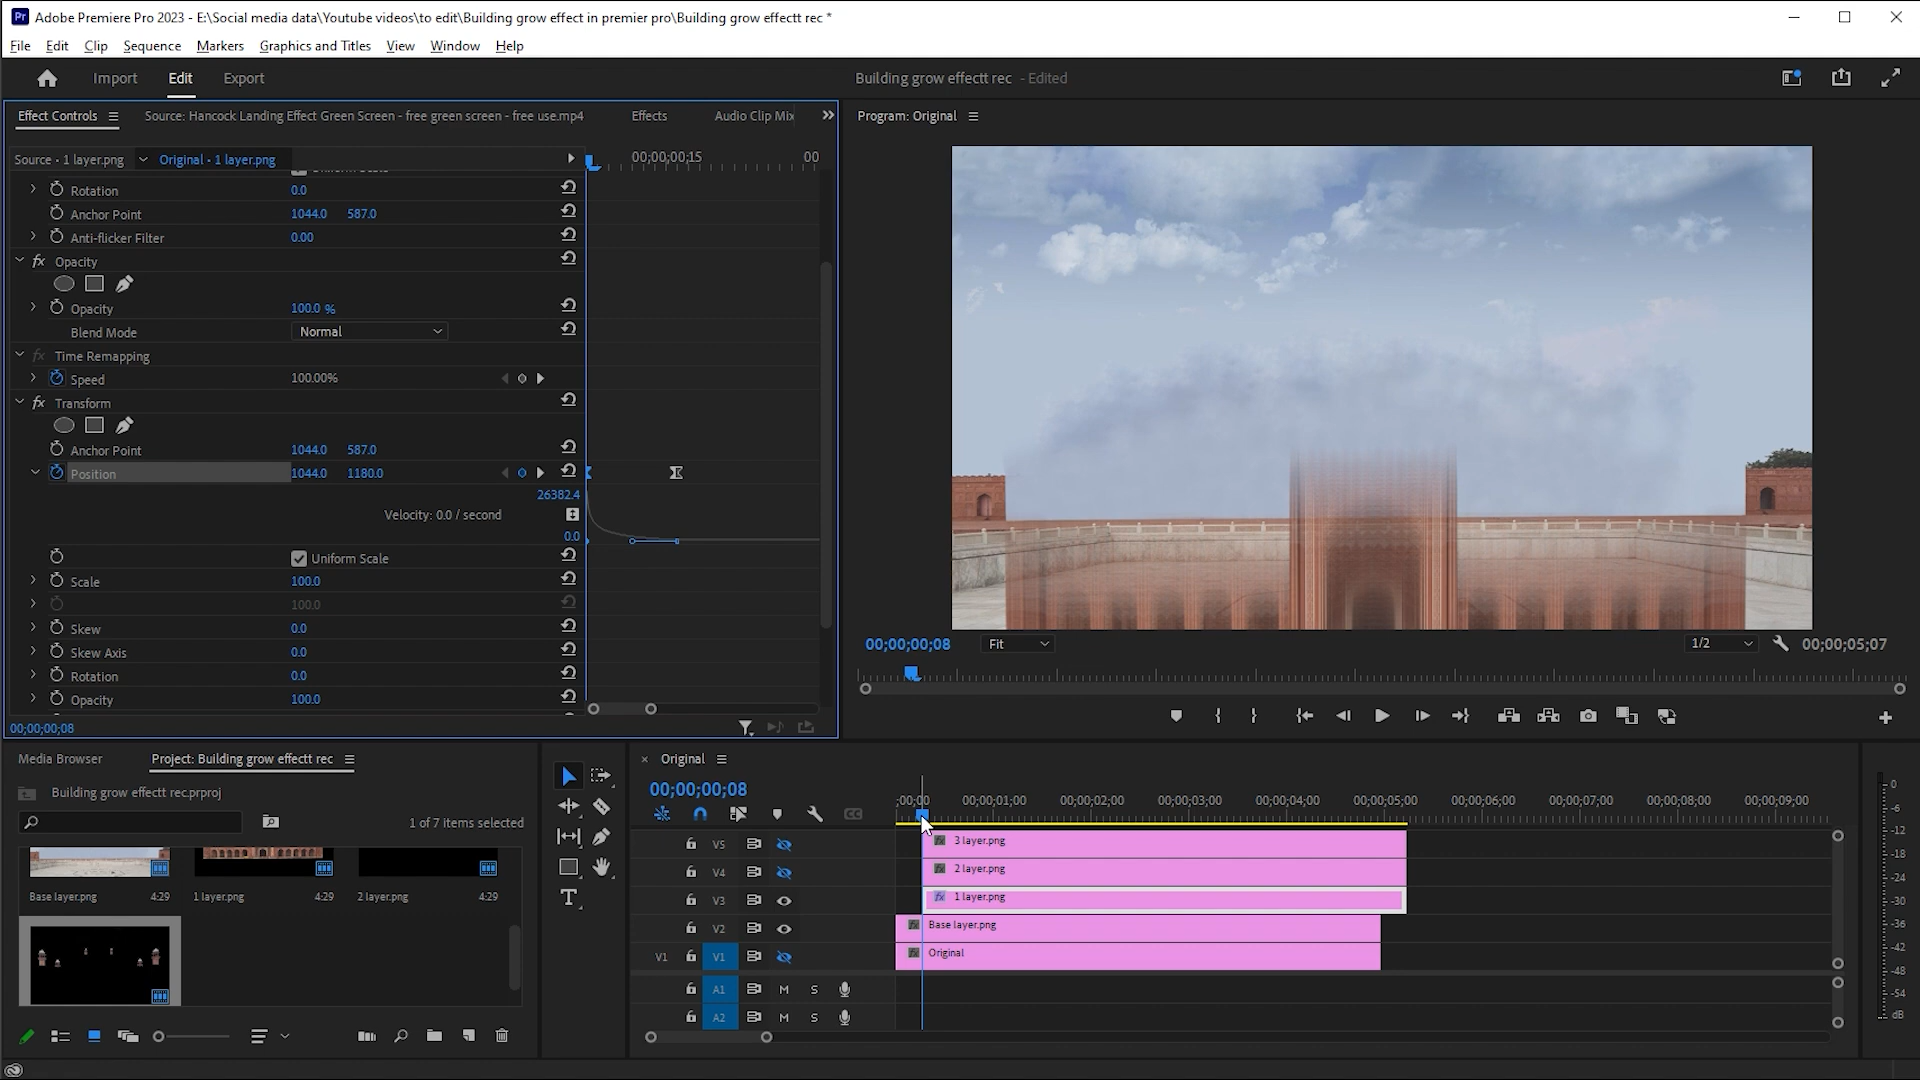 Pr Adobe Premiere Pro 2023 - E:\Social media data\Youtube videos\to edit\Building grow effect in premier pro\Building grow effectt rec *
File Edit Clip Sequence Markers Graphics and Titles View Window Help
Import Edit Export
Building grow effectt rec - Edited
Effect Controls Source: Hancock Landing Effect Green Screen - free green screen - free use.mp4 Effects Audio Clip Mix
Program: Original
Source • 1 layer.png Original • 1 layer.png
00;00;00;15 00
Rotation 0.0
Anchor Point 1044.0 587.0
Anti-flicker Filter 0.00
fx Opacity
Opacity 100.0 %
Blend Mode Normal
fx Time Remapping
Speed 100.00%
fx Transform
Anchor Point 1044.0 587.0
Position 1044.0 1180.0
26382.4
Velocity: 0.0 / second
0.0
Uniform Scale
Scale 100.0
100.0
Skew 0.0
Skew Axis 0.0
Rotation 0.0
Opacity 100.0
00;00;00;08
00;00;00;08 Fit 1/2 00;00;05;07
Media Browser Project: Building grow effectt rec
Building grow effectt rec.prproj
1 of 7 items selected
Base layer.png 4:29 1 layer.png 4:29 2 layer.png 4:29
× Original
00;00;00;08
;00;00 00;00;01;00 00;00;02;00 00;00;03;00 00;00;04;00 00;00;05;00 00;00;06;00 00;00;07;00 00;00;08;00 00;00;09;00
V5 fx 3 layer.png
V4 fx 2 layer.png
V3 fx 1 layer.png
V2 fx Base layer.png
V1 V1 fx Original
A1 M S
A2 M S
0
-6
-12
-18
-24
-30
-36
-42
-48
-54
dB